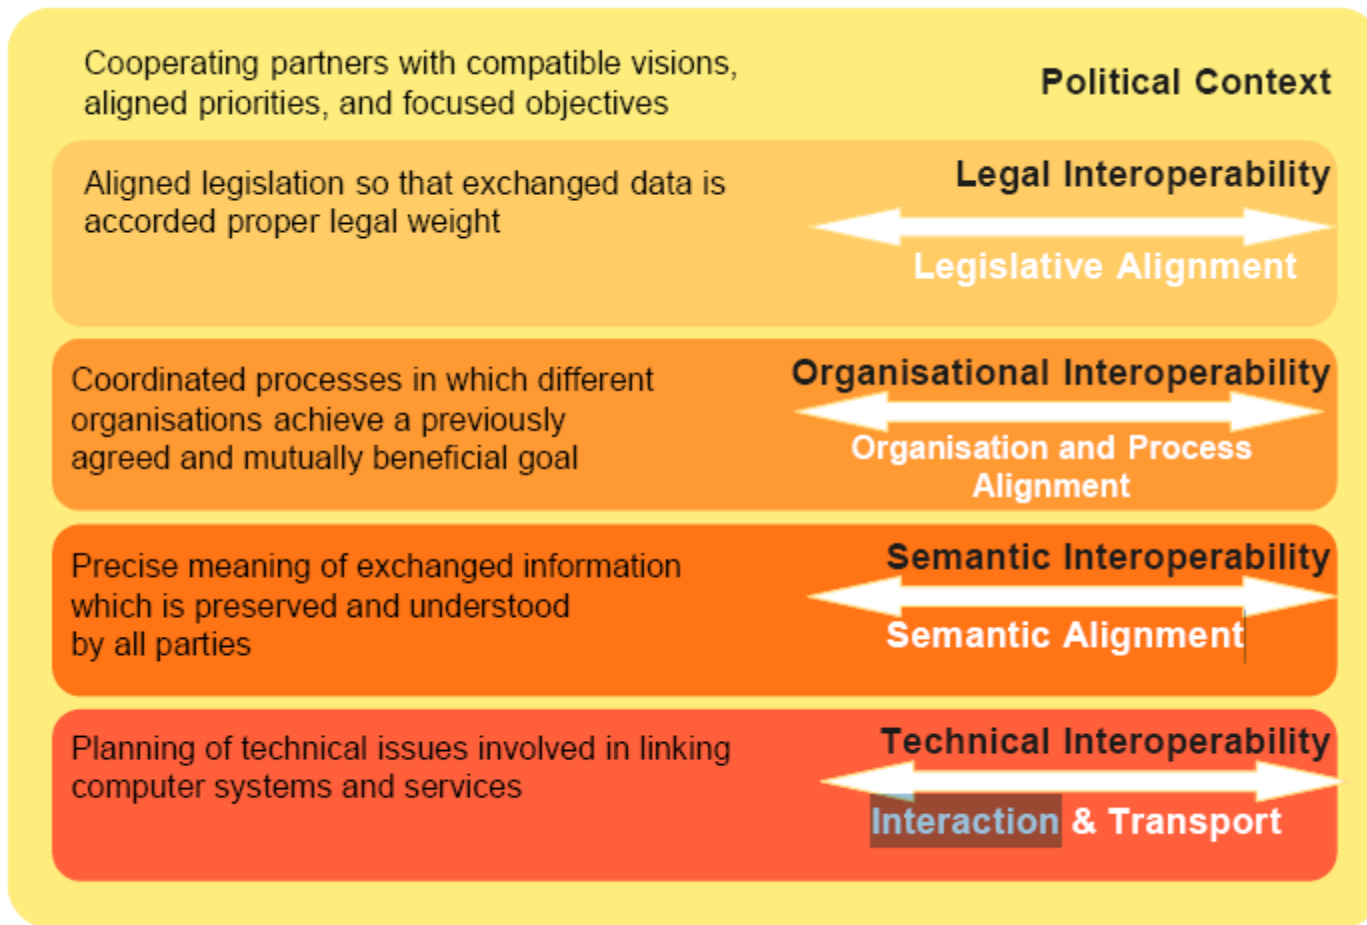 Cooperating partners with compatible visions,
aligned priorities, and focused objectives
Political Context
Aligned legislation so that exchanged data is
accorded proper legal weight
Legal Interoperability
Legislative Alignment
Coordinated processes in which different
organisations achieve a previously
agreed and mutually beneficial goal
Organisational Interoperability
Organisation and Process
Alignment
Precise meaning of exchanged information
which is preserved and understood
by all parties
Semantic Interoperability
Semantic Alignment
Planning of technical issues involved in linking
computer systems and services
Technical Interoperability
Interaction & Transport